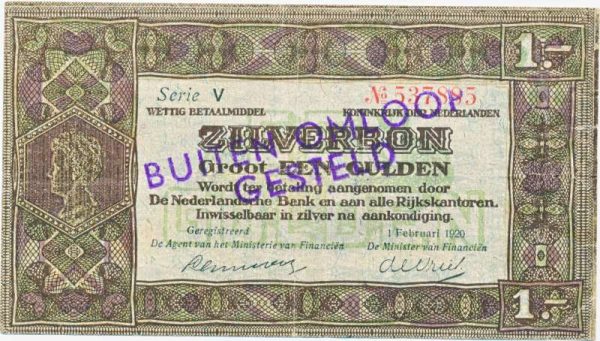 1.-
Serie V
№ 537895
WETTIG BETAALMIDDEL
KONINKRIJK DER NEDERLANDEN
ZILVERBON
Groot EEN GULDEN
Wordt ter betaling aangenomen door
De Nederlandsche Bank en aan alle Rijkskantoren.
Inwisselbaar in zilver na aankondiging.
Geregistreerd
1 Februari 1920
De Agent van het Ministerie van Financiën
De Minister van Financiën
BUITEN OMLOOP
GESTELD
1.-